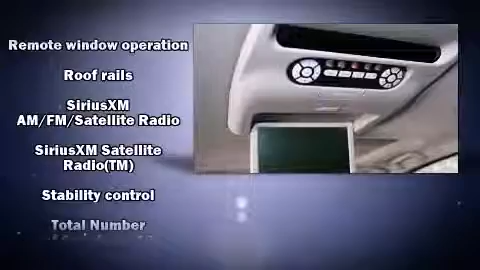 Remote window operation
Roof rails
SiriusXM
AM/FM/Satellite Radio
SiriusXM Satellite
Radio(TM)
Stability control
Total Number